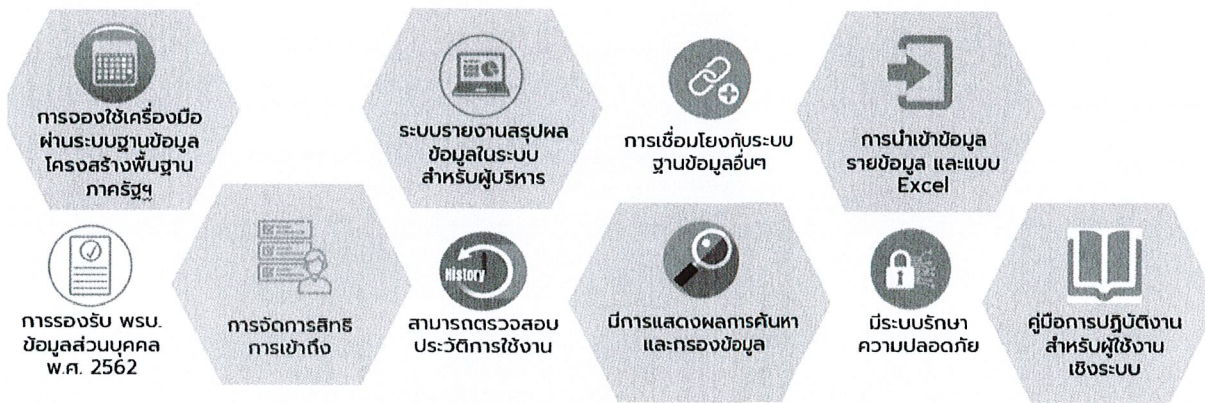 การจองใช้เครื่องมือ
ผ่านระบบฐานข้อมูล
โครงสร้างพื้นฐาน
ภาครัฐฯ
ระบบรายงานสรุปผล
ข้อมูลในระบบ
สำหรับผู้บริหาร
การเชื่อมโยงกับระบบ
ฐานข้อมูลอื่นๆ
การนำเข้าข้อมูล
รายข้อมูล และแบบ
Excel
การรองรับ พรบ.
ข้อมูลส่วนบุคคล
พ.ศ. 2562
การจัดการสิทธิ
การเข้าถึง
History
สามารถตรวจสอบ
ประวัติการใช้งาน
มีการแสดงผลการค้นหา
และกรองข้อมูล
มีระบบรักษา
ความปลอดภัย
คู่มือการปฏิบัติงาน
สำหรับผู้ใช้งาน
เชิงระบบ